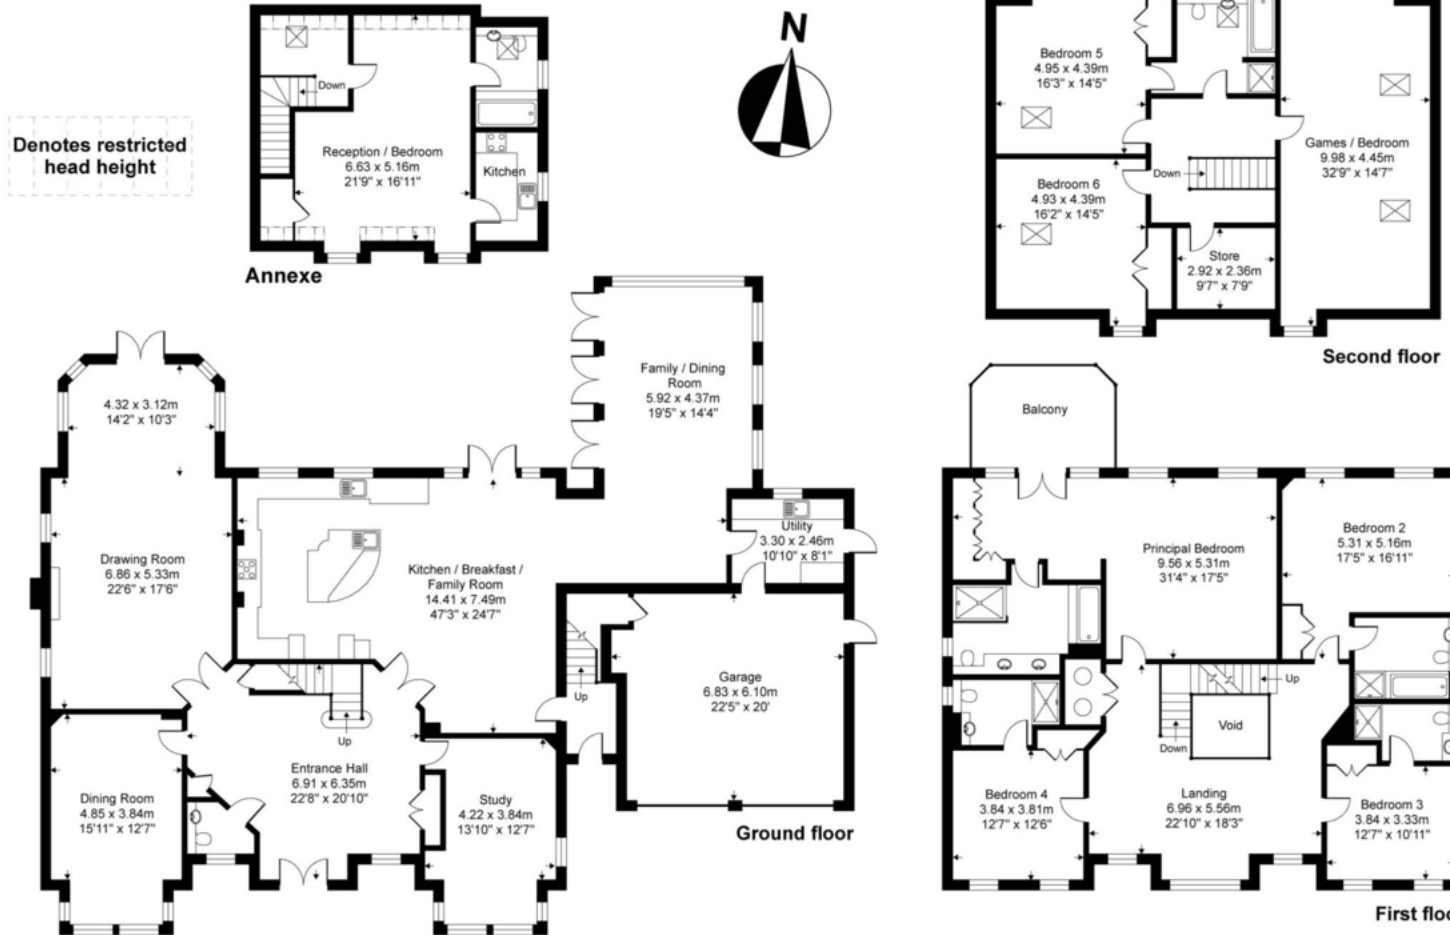 Denotes restricted
head height
Down
Reception / Bedroom
6.63 x 5.16m
21'9" x 16'11"
Kitchen
Annexe
N
Bedroom 5
4.95 x 4.39m
16'3" x 14'5"
Games / Bedroom
9.98 x 4.45m
32'9" x 14'7"
Down
Bedroom 6
4.93 x 4.39m
16'2" x 14'5"
Store
2.92 x 2.36m
9'7" x 7'9"
Second floor
4.32 x 3.12m
14'2" x 10'3"
Family / Dining
Room
5.92 x 4.37m
19'5" x 14'4"
Drawing Room
6.86 x 5.33m
22'6" x 17'6"
Kitchen / Breakfast /
Family Room
14.41 x 7.49m
47'3" x 24'7"
Utility
3.30 x 2.46m
10'10" x 8'1"
Garage
6.83 x 6.10m
22'5" x 20'
Up
Up
Entrance Hall
6.91 x 6.35m
22'8" x 20'10"
Dining Room
4.85 x 3.84m
15'11" x 12'7"
Study
4.22 x 3.84m
13'10" x 12'7"
Ground floor
Balcony
Principal Bedroom
9.56 x 5.31m
31'4" x 17'5"
Bedroom 2
5.31 x 5.16m
17'5" x 16'11"
Up
Void
Down
Bedroom 4
3.84 x 3.81m
12'7" x 12'6"
Landing
6.96 x 5.56m
22'10" x 18'3"
Bedroom 3
3.84 x 3.33m
12'7" x 10'11"
First floo